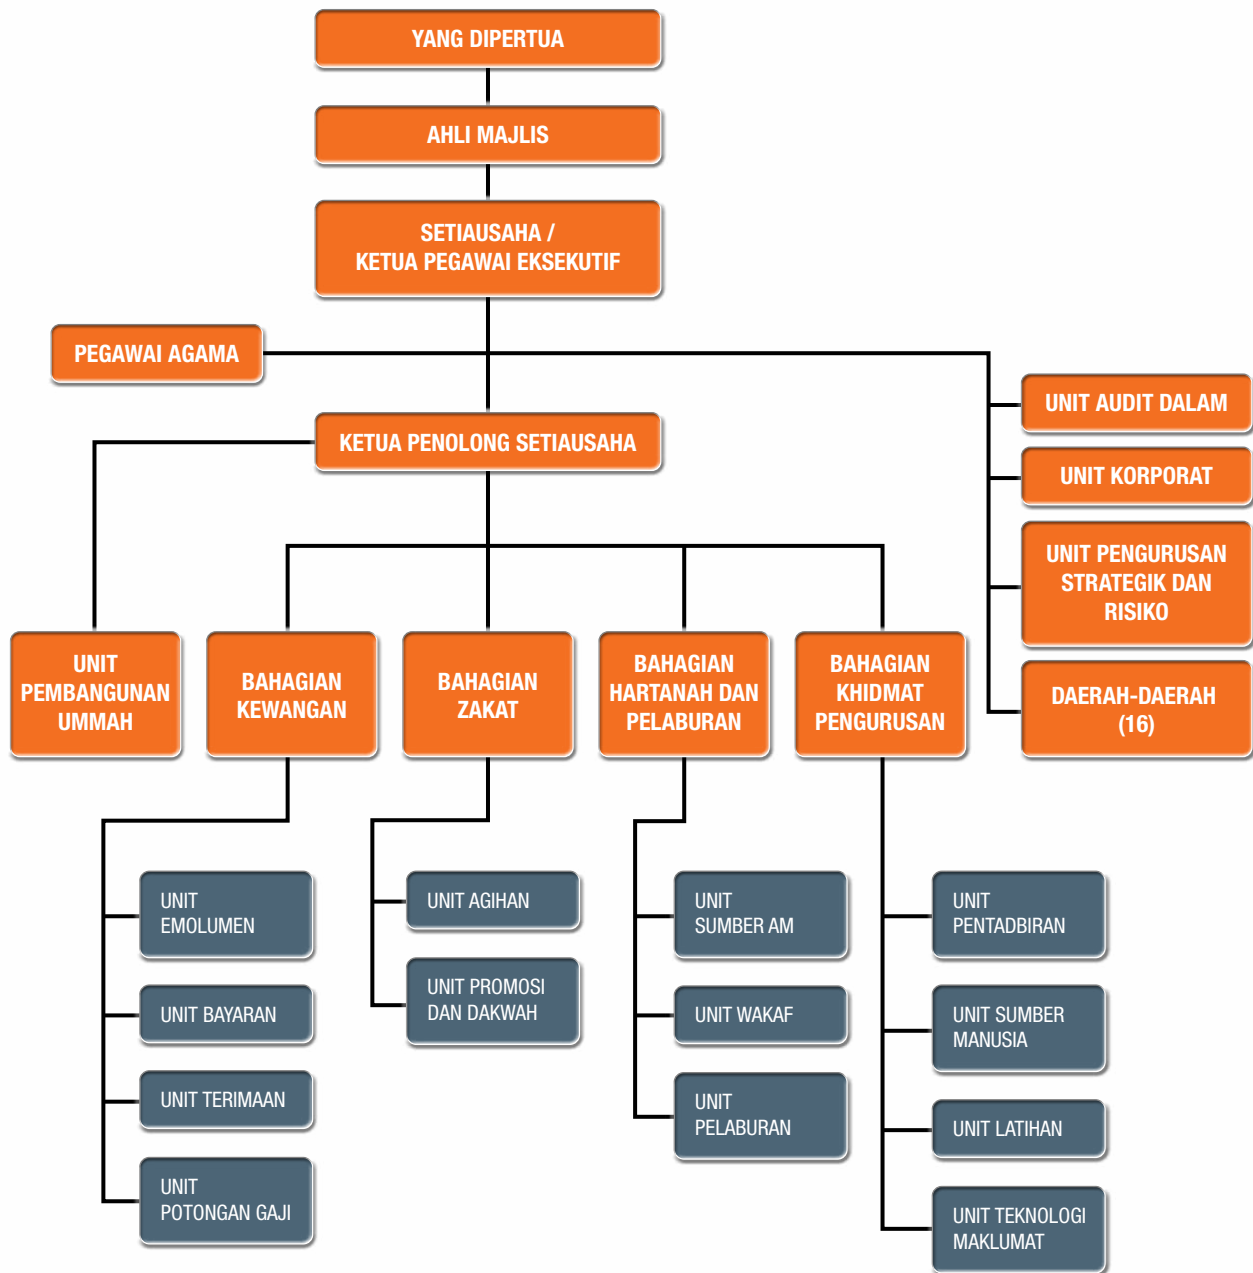 YANG DIPERTUA
AHLI MAJLIS
SETIAUSAHA /
KETUA PEGAWAI EKSEKUTIF
PEGAWAI AGAMA
UNIT AUDIT DALAM
KETUA PENOLONG SETIAUSAHA
UNIT KORPORAT
UNIT PENGURUSAN
STRATEGIK DAN
RISIKO
DAERAH-DAERAH
(16)
UNIT
PEMBANGUNAN
UMMAH
BAHAGIAN
KEWANGAN
BAHAGIAN
ZAKAT
BAHAGIAN
HARTANAH DAN
PELABURAN
BAHAGIAN
KHIDMAT
PENGURUSAN
UNIT
EMOLUMEN
UNIT BAYARAN
UNIT TERIMAAN
UNIT
POTONGAN GAJI
UNIT AGIHAN
UNIT PROMOSI
DAN DAKWAH
UNIT
SUMBER AM
UNIT WAKAF
UNIT
PELABURAN
UNIT
PENTADBIRAN
UNIT SUMBER
MANUSIA
UNIT LATIHAN
UNIT TEKNOLOGI
MAKLUMAT